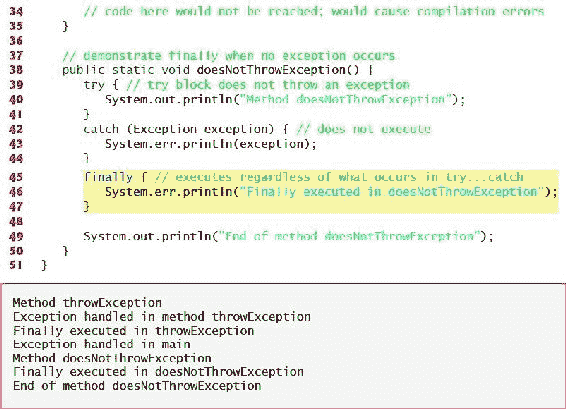 34 // code here would not be reached; would cause compilation errors
35 }
36
37 // demonstrate finally when no exception occurs
38 public static void doesNotThrowException() {
39 try { // try block does not throw an exception
40 System.out.println("Method doesNotThrowException");
41 }
42 catch (Exception exception) { // does not execute
43 System.err.println(exception);
44 }
45 finally { // executes regardless of what occurs in try...catch
46 System.err.println("Finally executed in doesNotThrowException");
47 }
48
49 System.out.println("End of method doesNotThrowException");
50 }
51 }
Method throwException
Exception handled in method throwException
Finally executed in throwException
Exception handled in main
Method doesNotThrowException
Finally executed in doesNotThrowException
End of method doesNotThrowException